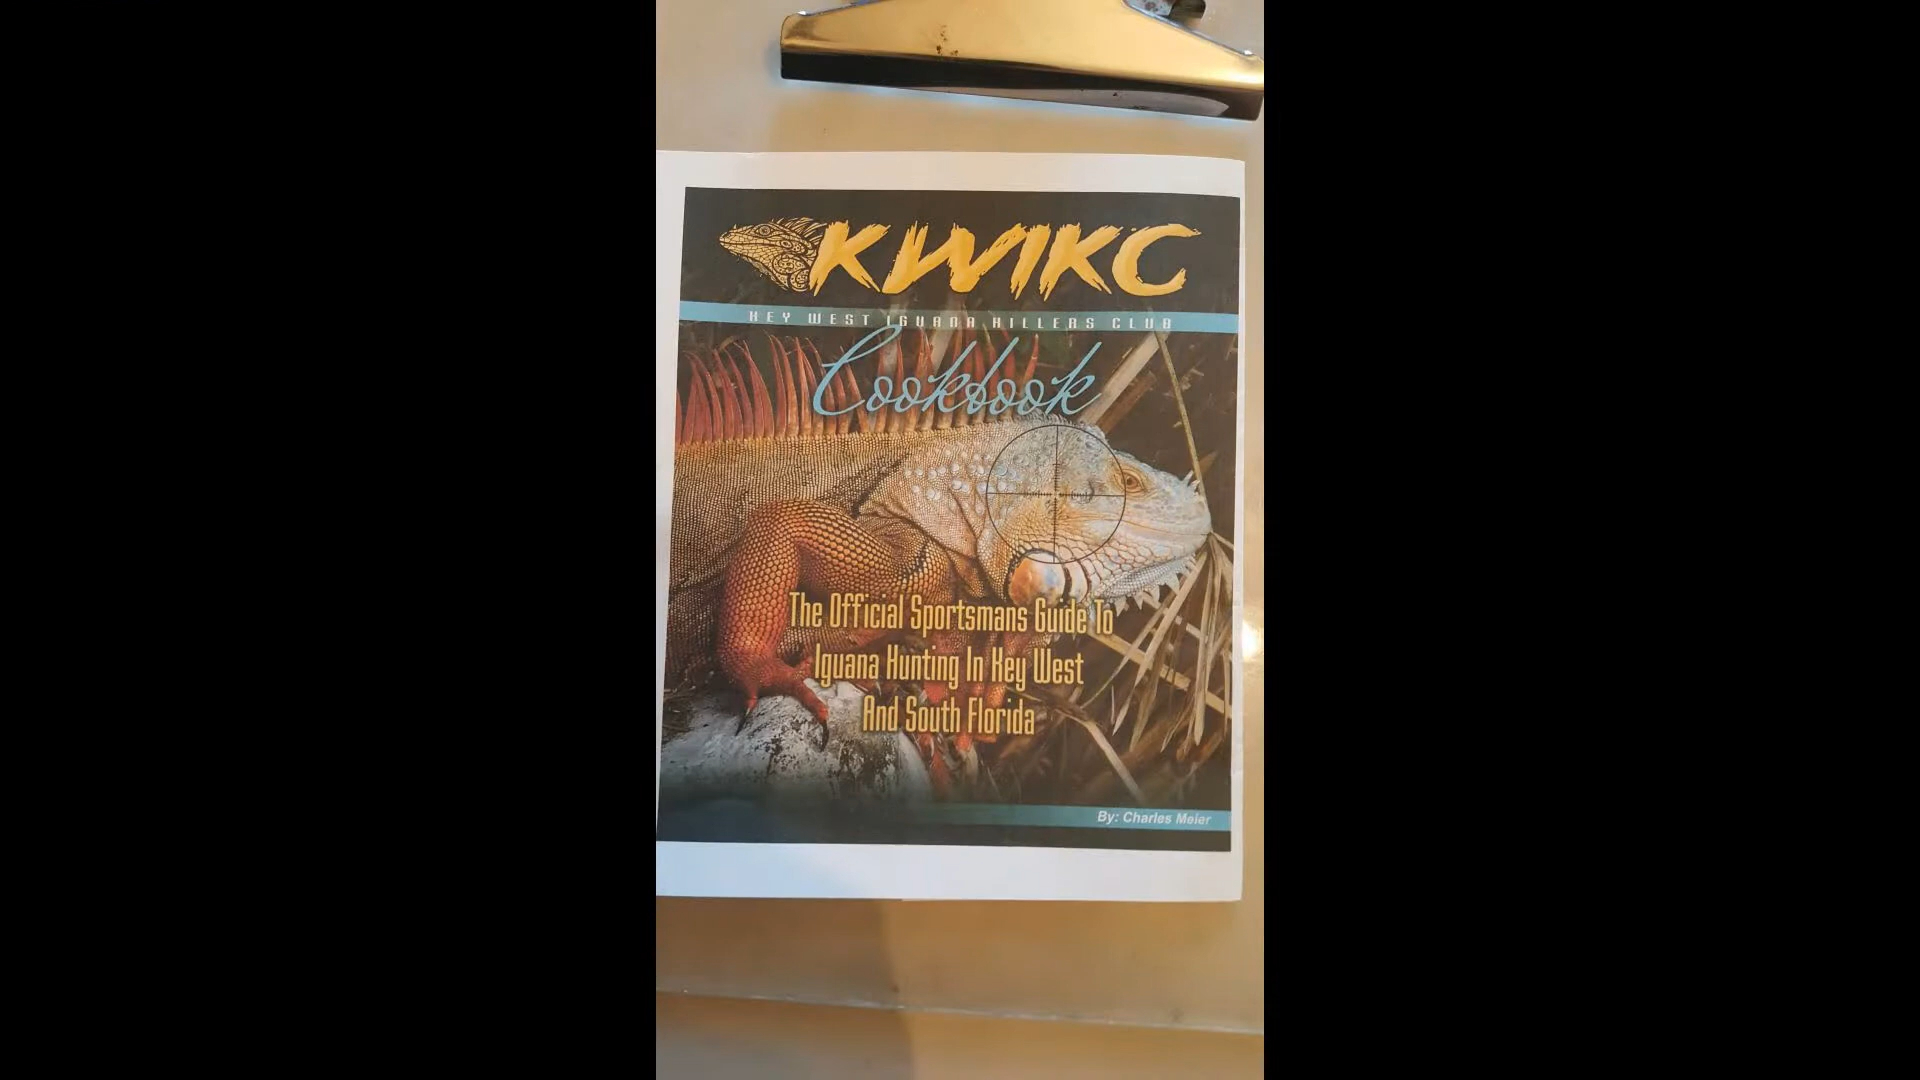 KWIKC
KEY WEST IGUANA KILLERS CLUB
Cookbook
The Official Sportsmans Guide To
Iguana Hunting In Key West
And South Florida
By: Charles Meier